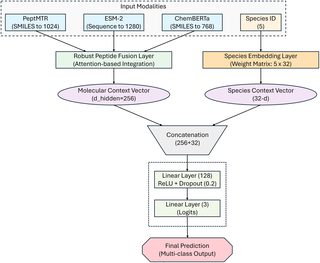 Input Modalities
PeptMTR
(SMILES to 1024)
ESM-2
(Sequence to 1280)
ChemBERTa
(SMILES to 768)
Species ID
(5)
Robust Peptide Fusion Layer
(Attention-based Integration)
Species Embedding Layer
(Weight Matrix: 5 x 32)
Molecular Context Vector
(d_hidden=256)
Species Context Vector
(32-d)
Concatenation
(256+32)
Linear Layer (128)
ReLU + Dropout (0.2)
Linear Layer (3)
(Logits)
Final Prediction
(Multi-class Output)